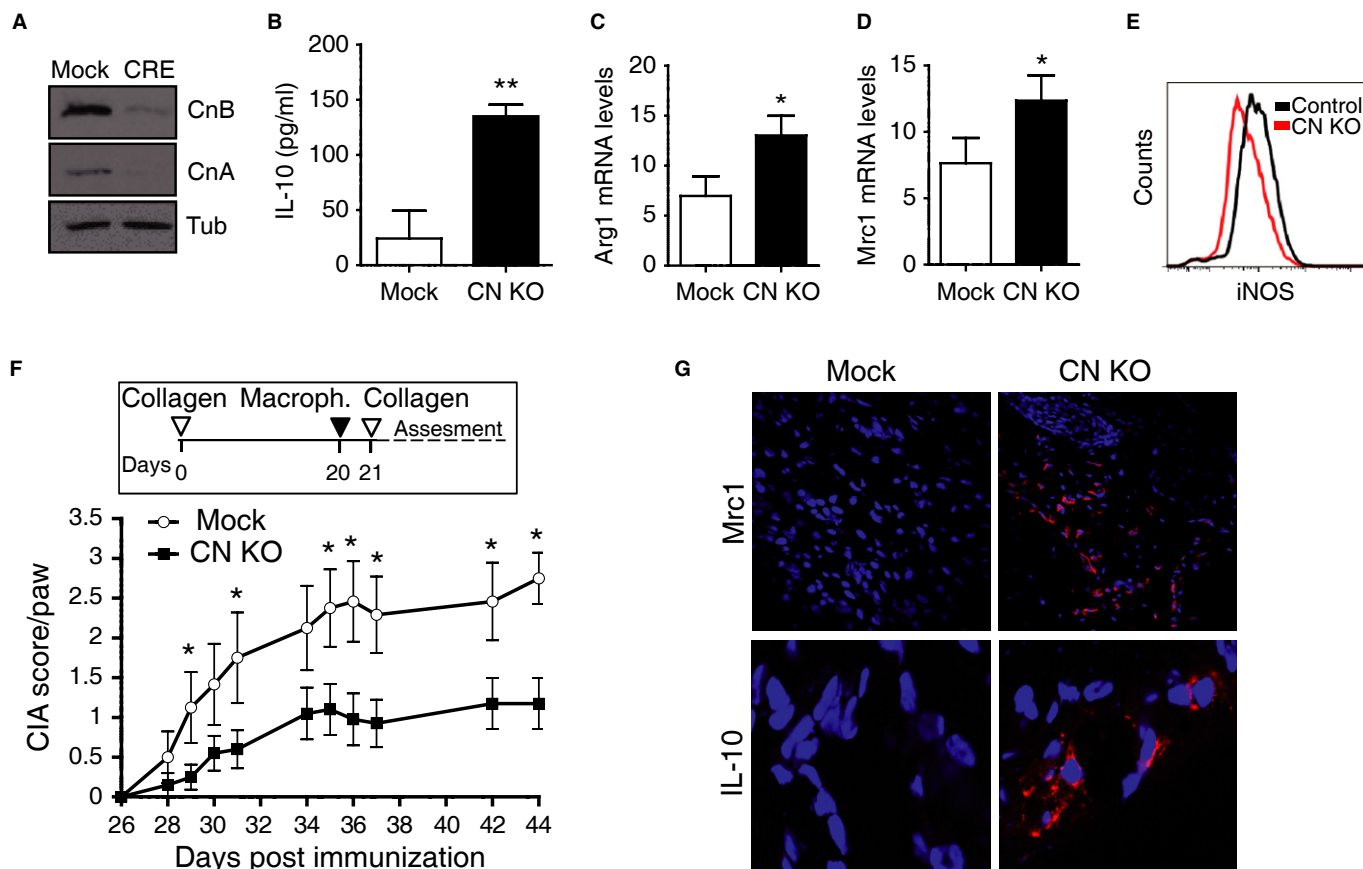 A
Mock CRE
CnB
CnA
Tub
B
IL-10 (pg/ml)
200
150
100
50
0
**
Mock CN KO
C
Arg1 mRNA levels
20
15
10
5
0
*
Mock CN KO
D
Mrc1 mRNA levels
15
10
5
0
*
Mock CN KO
E
Counts
Control
CN KO
iNOS
F
Collagen Macroph. Collagen
Assesment
Days 0 20 21
CIA score/paw
3.5
3
2.5
2
1.5
1
0.5
0
Mock
CN KO
* * * * * * *
26 28 30 32 34 36 38 40 42 44
Days post immunization
G
Mock CN KO
Mrc1
IL-10